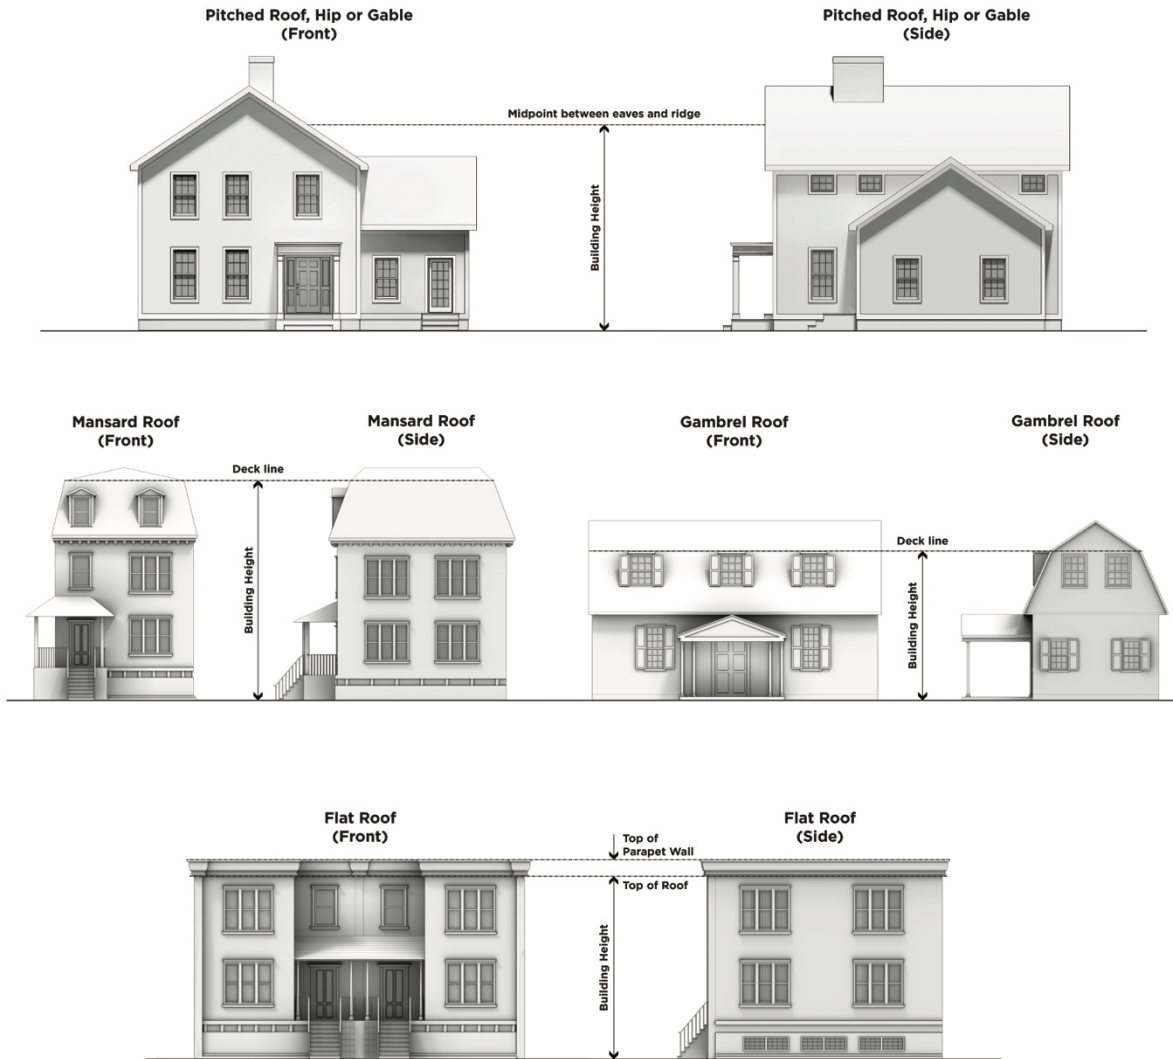 Pitched Roof, Hip or Gable
(Front)
Pitched Roof, Hip or Gable
(Side)
Midpoint between eaves and ridge
Building Height
Mansard Roof
(Front)
Mansard Roof
(Side)
Gambrel Roof
(Front)
Gambrel Roof
(Side)
Deck line
Building Height
Deck line
Building Height
Flat Roof
(Front)
Flat Roof
(Side)
Top of
Parapet Wall
Top of Roof
Building Height